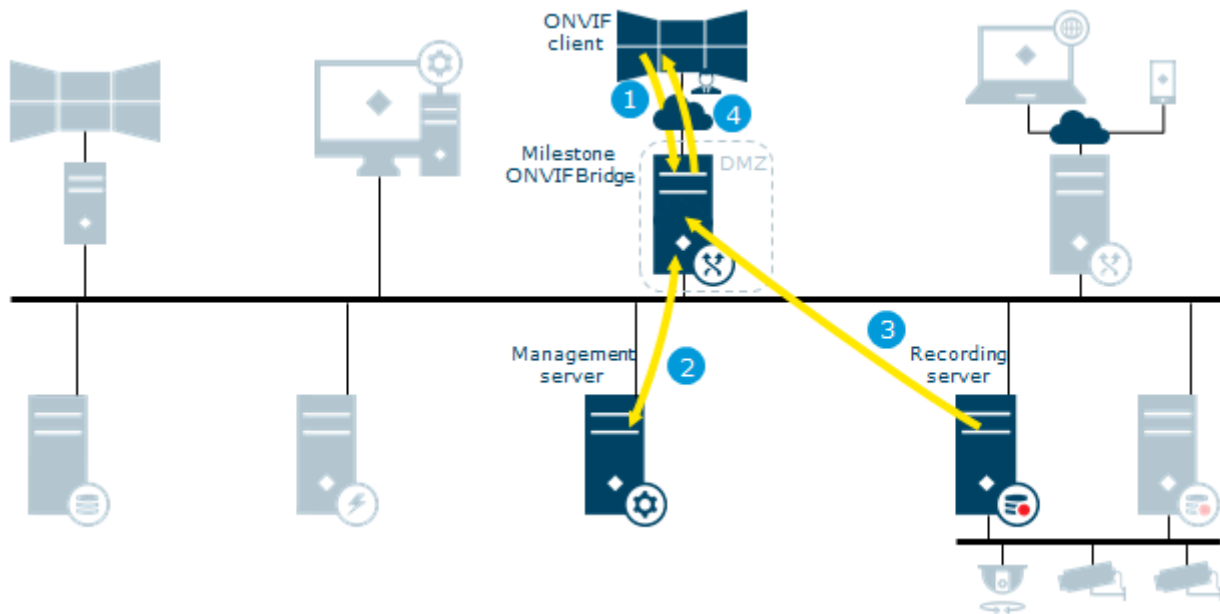 ONVIF
client
1
4
Milestone
ONVIFBridge
DMZ
Management
server
2
3
Recording
server